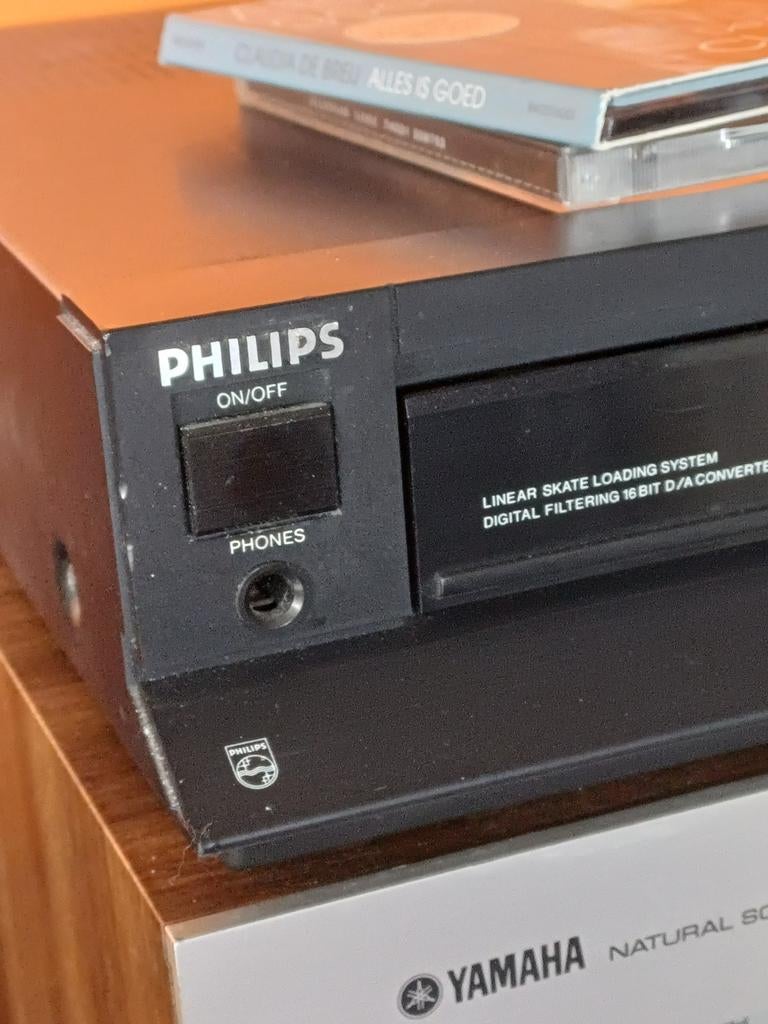 CLAUDIA DE BREIJ ALLES IS GOED
PHILIPS
ON/OFF
LINEAR SKATE LOADING SYSTEM
DIGITAL FILTERING 16 BIT D/A CONVERTE
PHONES
PHILIPS
YAMAHA NATURAL SO